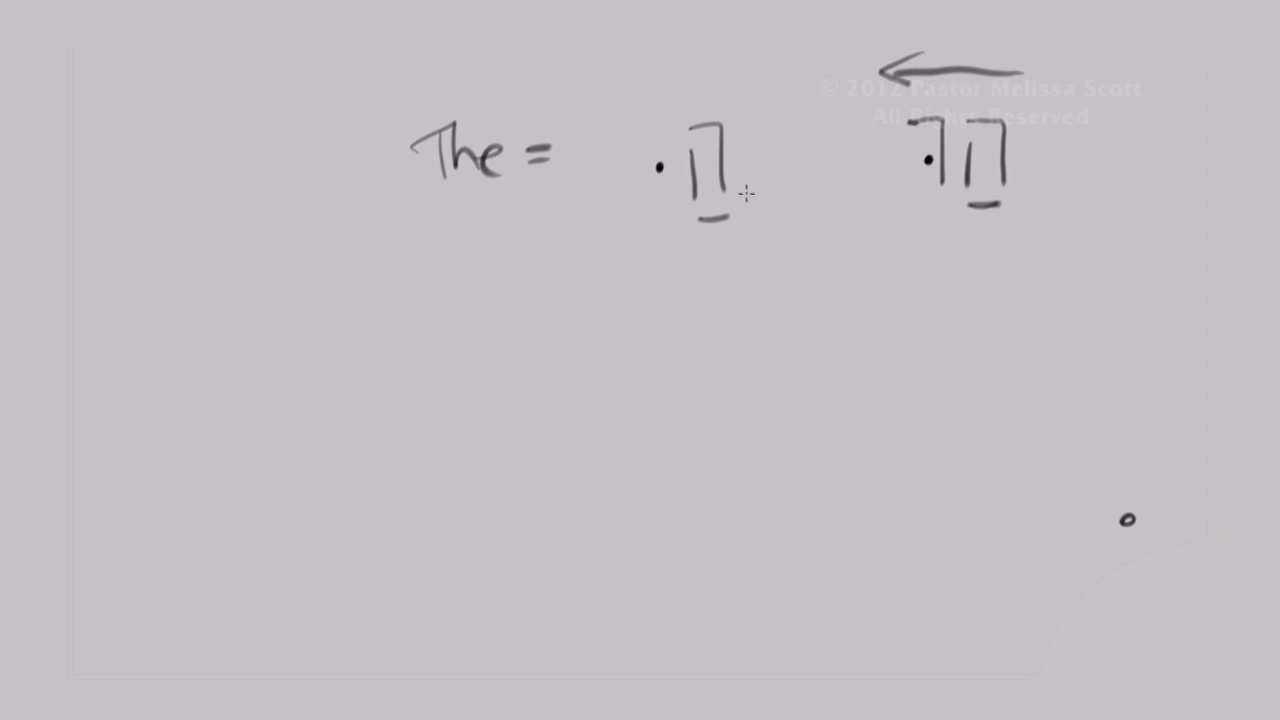 © 2012 Pastor Melissa Scott
All Rights Reserved
The = ·הַ הַדּ